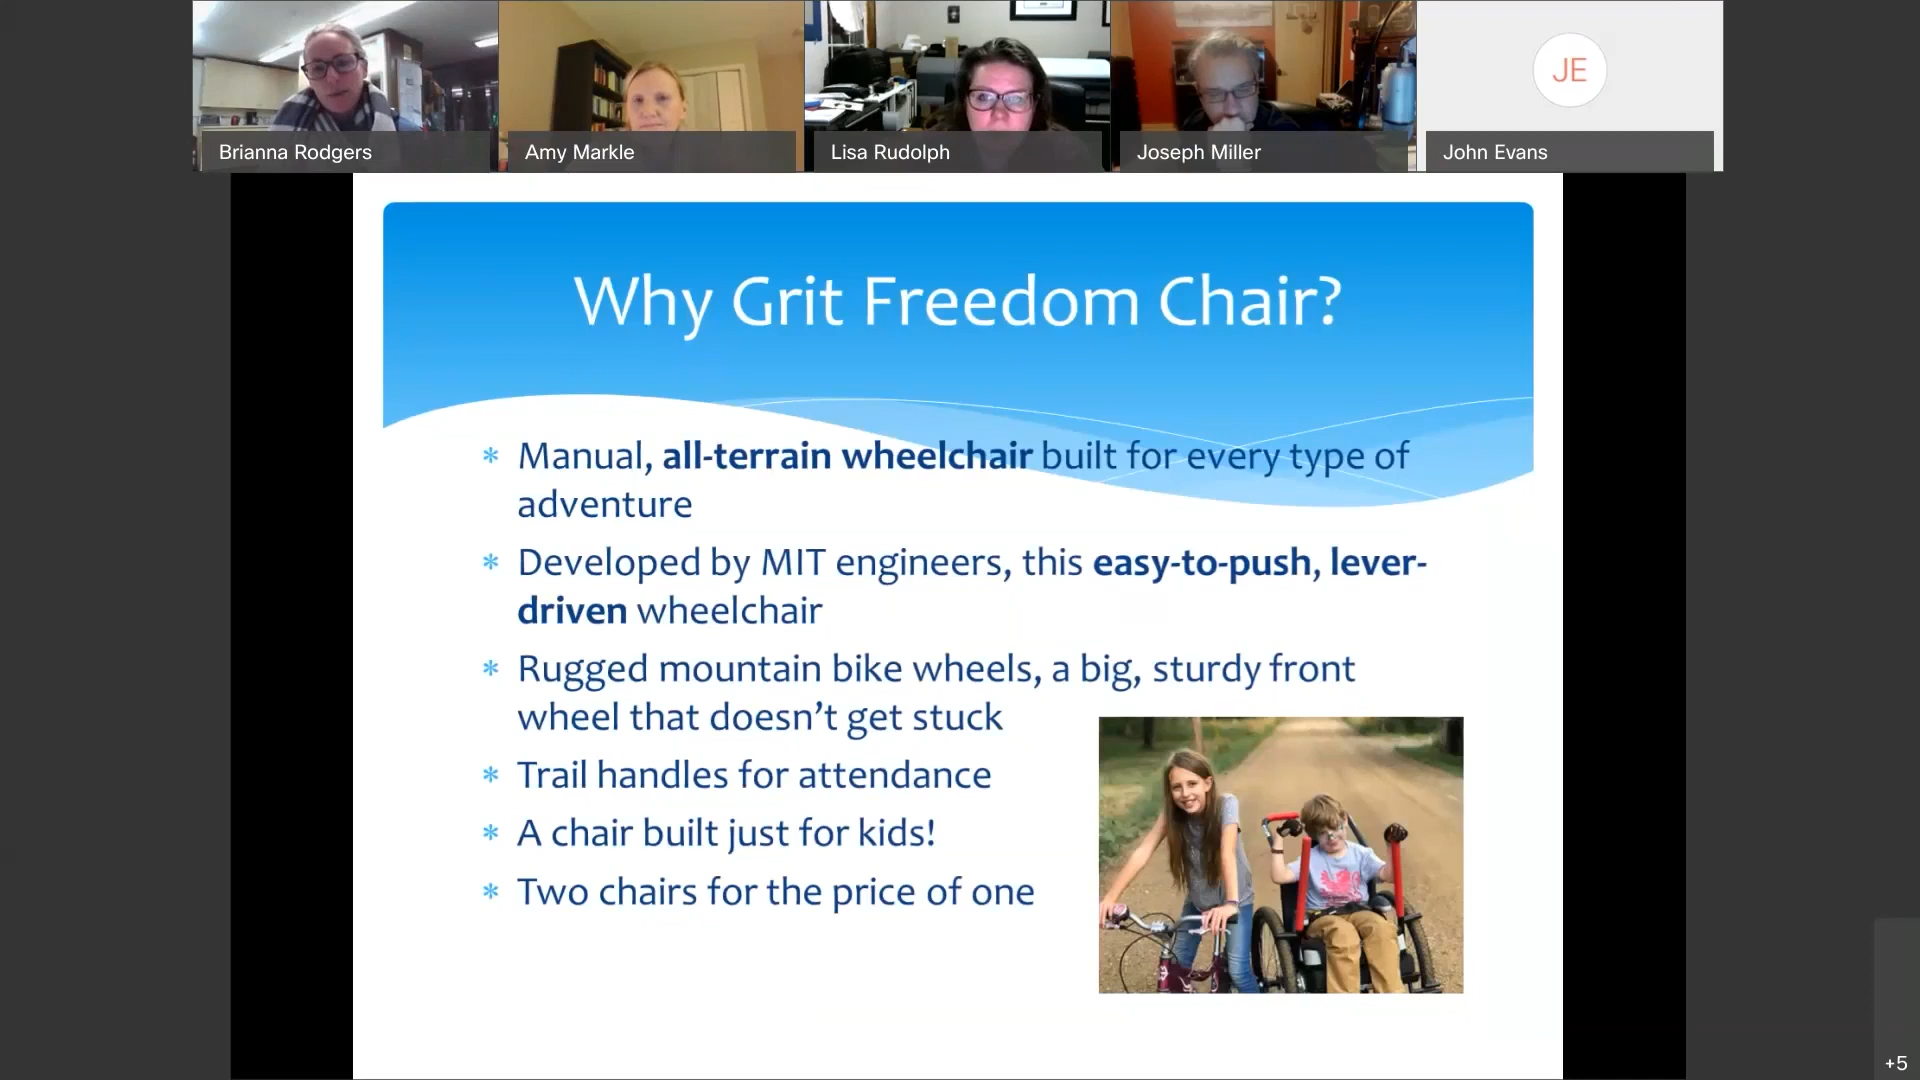 Brianna Rodgers
Amy Markle
Lisa Rudolph
Joseph Miller
JE
John Evans
Why Grit Freedom Chair?
* Manual, all-terrain wheelchair built for every type of
adventure
* Developed by MIT engineers, this easy-to-push, lever-
driven wheelchair
* Rugged mountain bike wheels, a big, sturdy front
wheel that doesn’t get stuck
* Trail handles for attendance
* A chair built just for kids!
* Two chairs for the price of one
+5